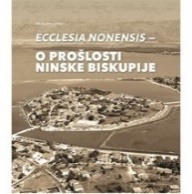 ECCLESIA NONENSIS –
O PROŠLOSTI
NINSKE BISKUPIJE